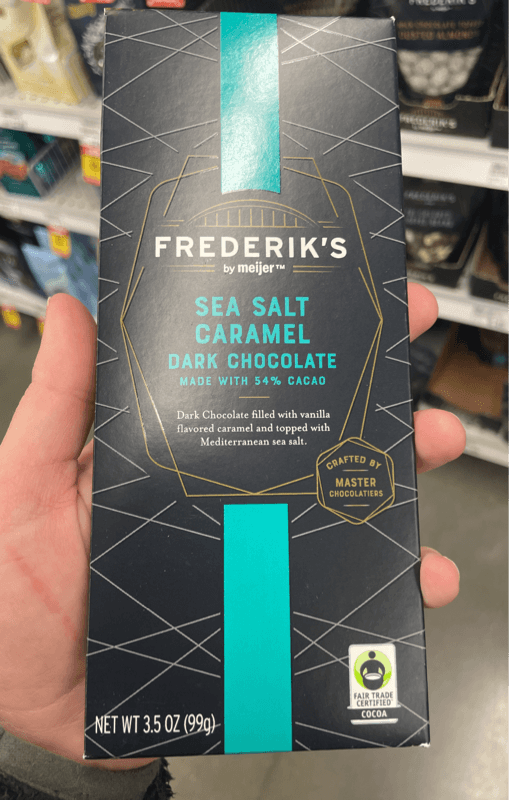 FREDERIK'S
by meijer™
SEA SALT
CARAMEL
DARK CHOCOLATE
MADE WITH 54% CACAO
Dark Chocolate filled with vanilla
flavored caramel and topped with
Mediterranean sea salt.
CRAFTED BY
MASTER
CHOCOLATIERS
FAIR TRADE
CERTIFIED
COCOA
NET WT 3.5 OZ (99g)
FREDERIK'S